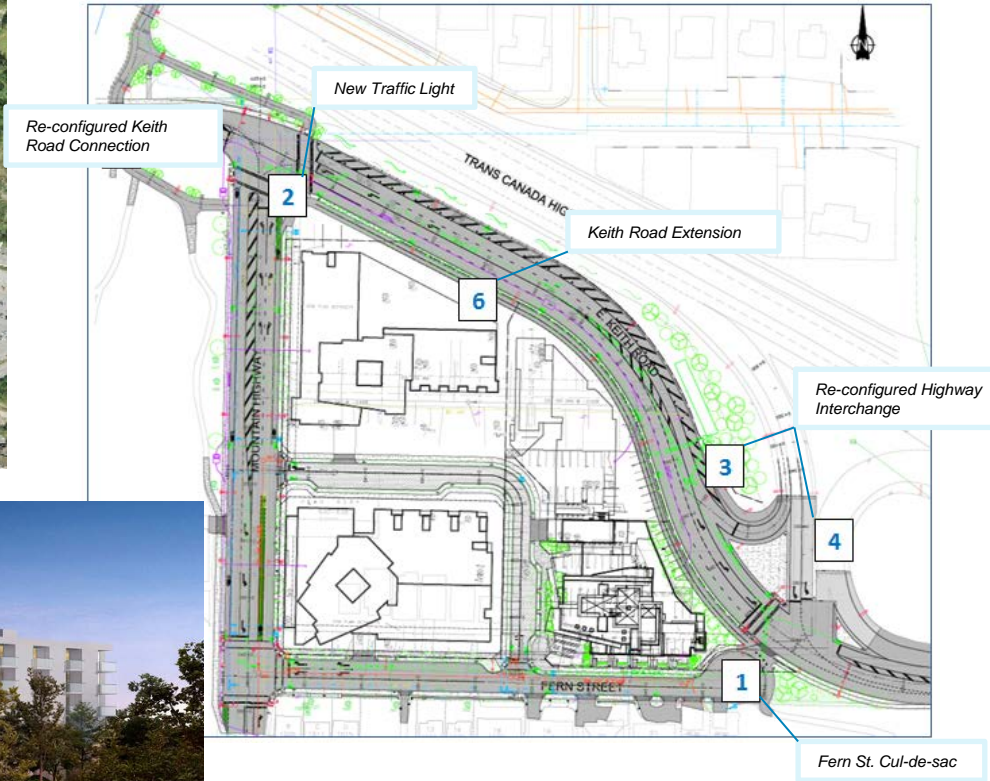 N
New Traffic Light
Re-configured Keith
Road Connection
TRANS CANADA HIG
2
Keith Road Extension
6
E KEITH ROAD
Re-configured Highway
Interchange
MOUNTAIN HIGHWAY
3
4
1
FERN STREET
Fern St. Cul-de-sac